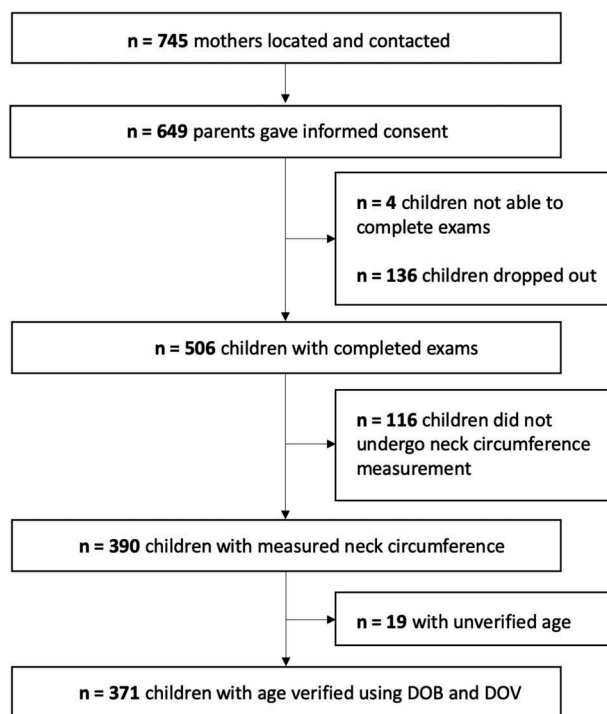 n = 745 mothers located and contacted
n = 649 parents gave informed consent
n = 4 children not able to
complete exams
n = 136 children dropped out
n = 506 children with completed exams
n = 116 children did not
undergo neck circumference
measurement
n = 390 children with measured neck circumference
n = 19 with unverified age
n = 371 children with age verified using DOB and DOV